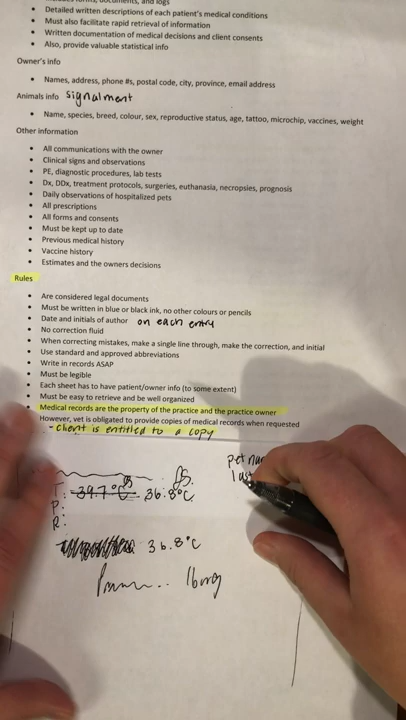 and logs
• Detailed written descriptions of each patient's medical conditions
• Must also facilitate rapid retrieval of information
• Written documentation of medical decisions and client consents
• Also, provide valuable statistical info
Owner's info
• Names, address, phone #s, postal code, city, province, email address
Animals info signalment
• Name, species, breed, colour, sex, reproductive status, age, tattoo, microchip, vaccines, weight
Other information
• All communications with the owner
• Clinical signs and observations
• PE, diagnostic procedures, lab tests
• Dx, DDx, treatment protocols, surgeries, euthanasia, necropsies, prognosis
• Daily observations of hospitalized pets
• All prescriptions
• All forms and consents
• Must be kept up to date
• Previous medical history
• Vaccine history
• Estimates and the owners decisions
Rules
• Are considered legal documents
• Must be written in blue or black ink, no other colours or pencils
• Date and initials of author on each entry
• No correction fluid
• When correcting mistakes, make a single line through, make the correction, and initial
• Use standard and approved abbreviations
• Write in records ASAP
• Must be legible
• Each sheet has to have patient/owner info (to some extent)
• Must be easy to retrieve and be well organized
• Medical records are the property of the practice and the practice owner
However, vet is obligated to provide copies of medical records when requested
- client is entitled to a copy
pet na
last
T: 39.7°C 36.8°C
P:
R:
36.8°C
16mg